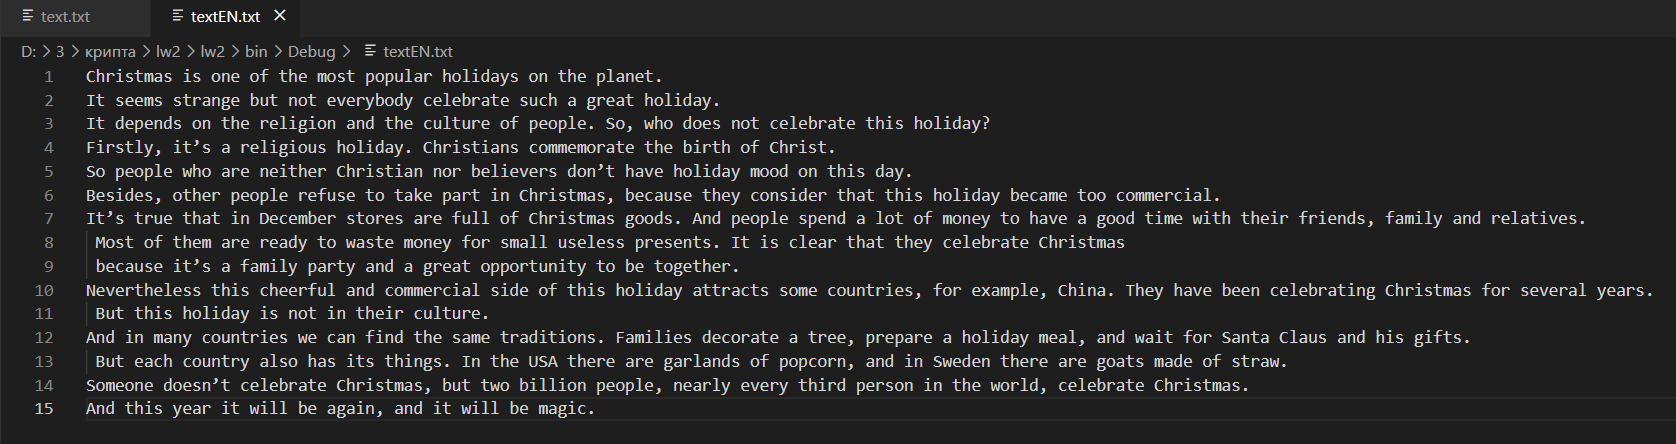 text.txt textEN.txt ×
D: > 3 > крипта > lw2 > lw2 > bin > Debug > textEN.txt
1 Christmas is one of the most popular holidays on the planet.
2 It seems strange but not everybody celebrate such a great holiday.
3 It depends on the religion and the culture of people. So, who does not celebrate this holiday?
4 Firstly, it’s a religious holiday. Christians commemorate the birth of Christ.
5 So people who are neither Christian nor believers don’t have holiday mood on this day.
6 Besides, other people refuse to take part in Christmas, because they consider that this holiday became too commercial.
7 It’s true that in December stores are full of Christmas goods. And people spend a lot of money to have a good time with their friends, family and relatives.
8 Most of them are ready to waste money for small useless presents. It is clear that they celebrate Christmas
9 because it’s a family party and a great opportunity to be together.
10 Nevertheless this cheerful and commercial side of this holiday attracts some countries, for example, China. They have been celebrating Christmas for several years.
11 But this holiday is not in their culture.
12 And in many countries we can find the same traditions. Families decorate a tree, prepare a holiday meal, and wait for Santa Claus and his gifts.
13 But each country also has its things. In the USA there are garlands of popcorn, and in Sweden there are goats made of straw.
14 Someone doesn’t celebrate Christmas, but two billion people, nearly every third person in the world, celebrate Christmas.
15 And this year it will be again, and it will be magic.